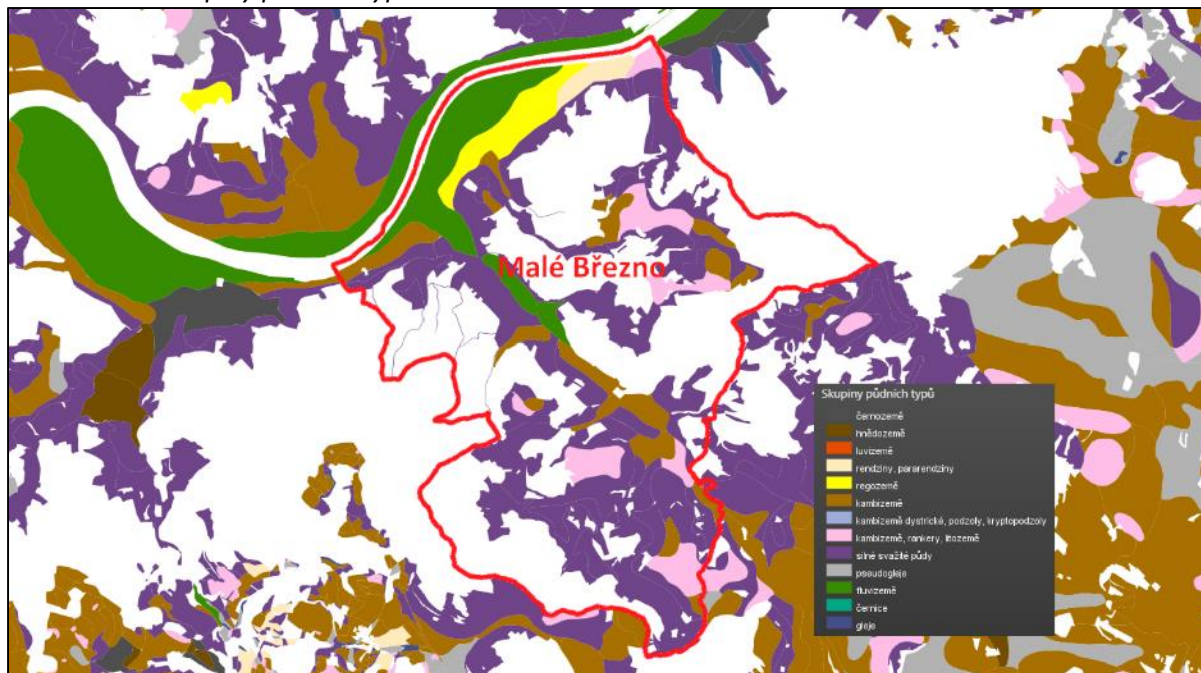 Malé Březno
Skupiny půdních typů
černozemě
hnědozemě
luvizemě
rendziny, pararendziny
regozemě
kambizemě
kambizemě dystrické, podzoly, kryptopodzoly
kambizemě, rankery, litozemě
silně svažité půdy
pseudogleje
fluvizemě
černice
gleje